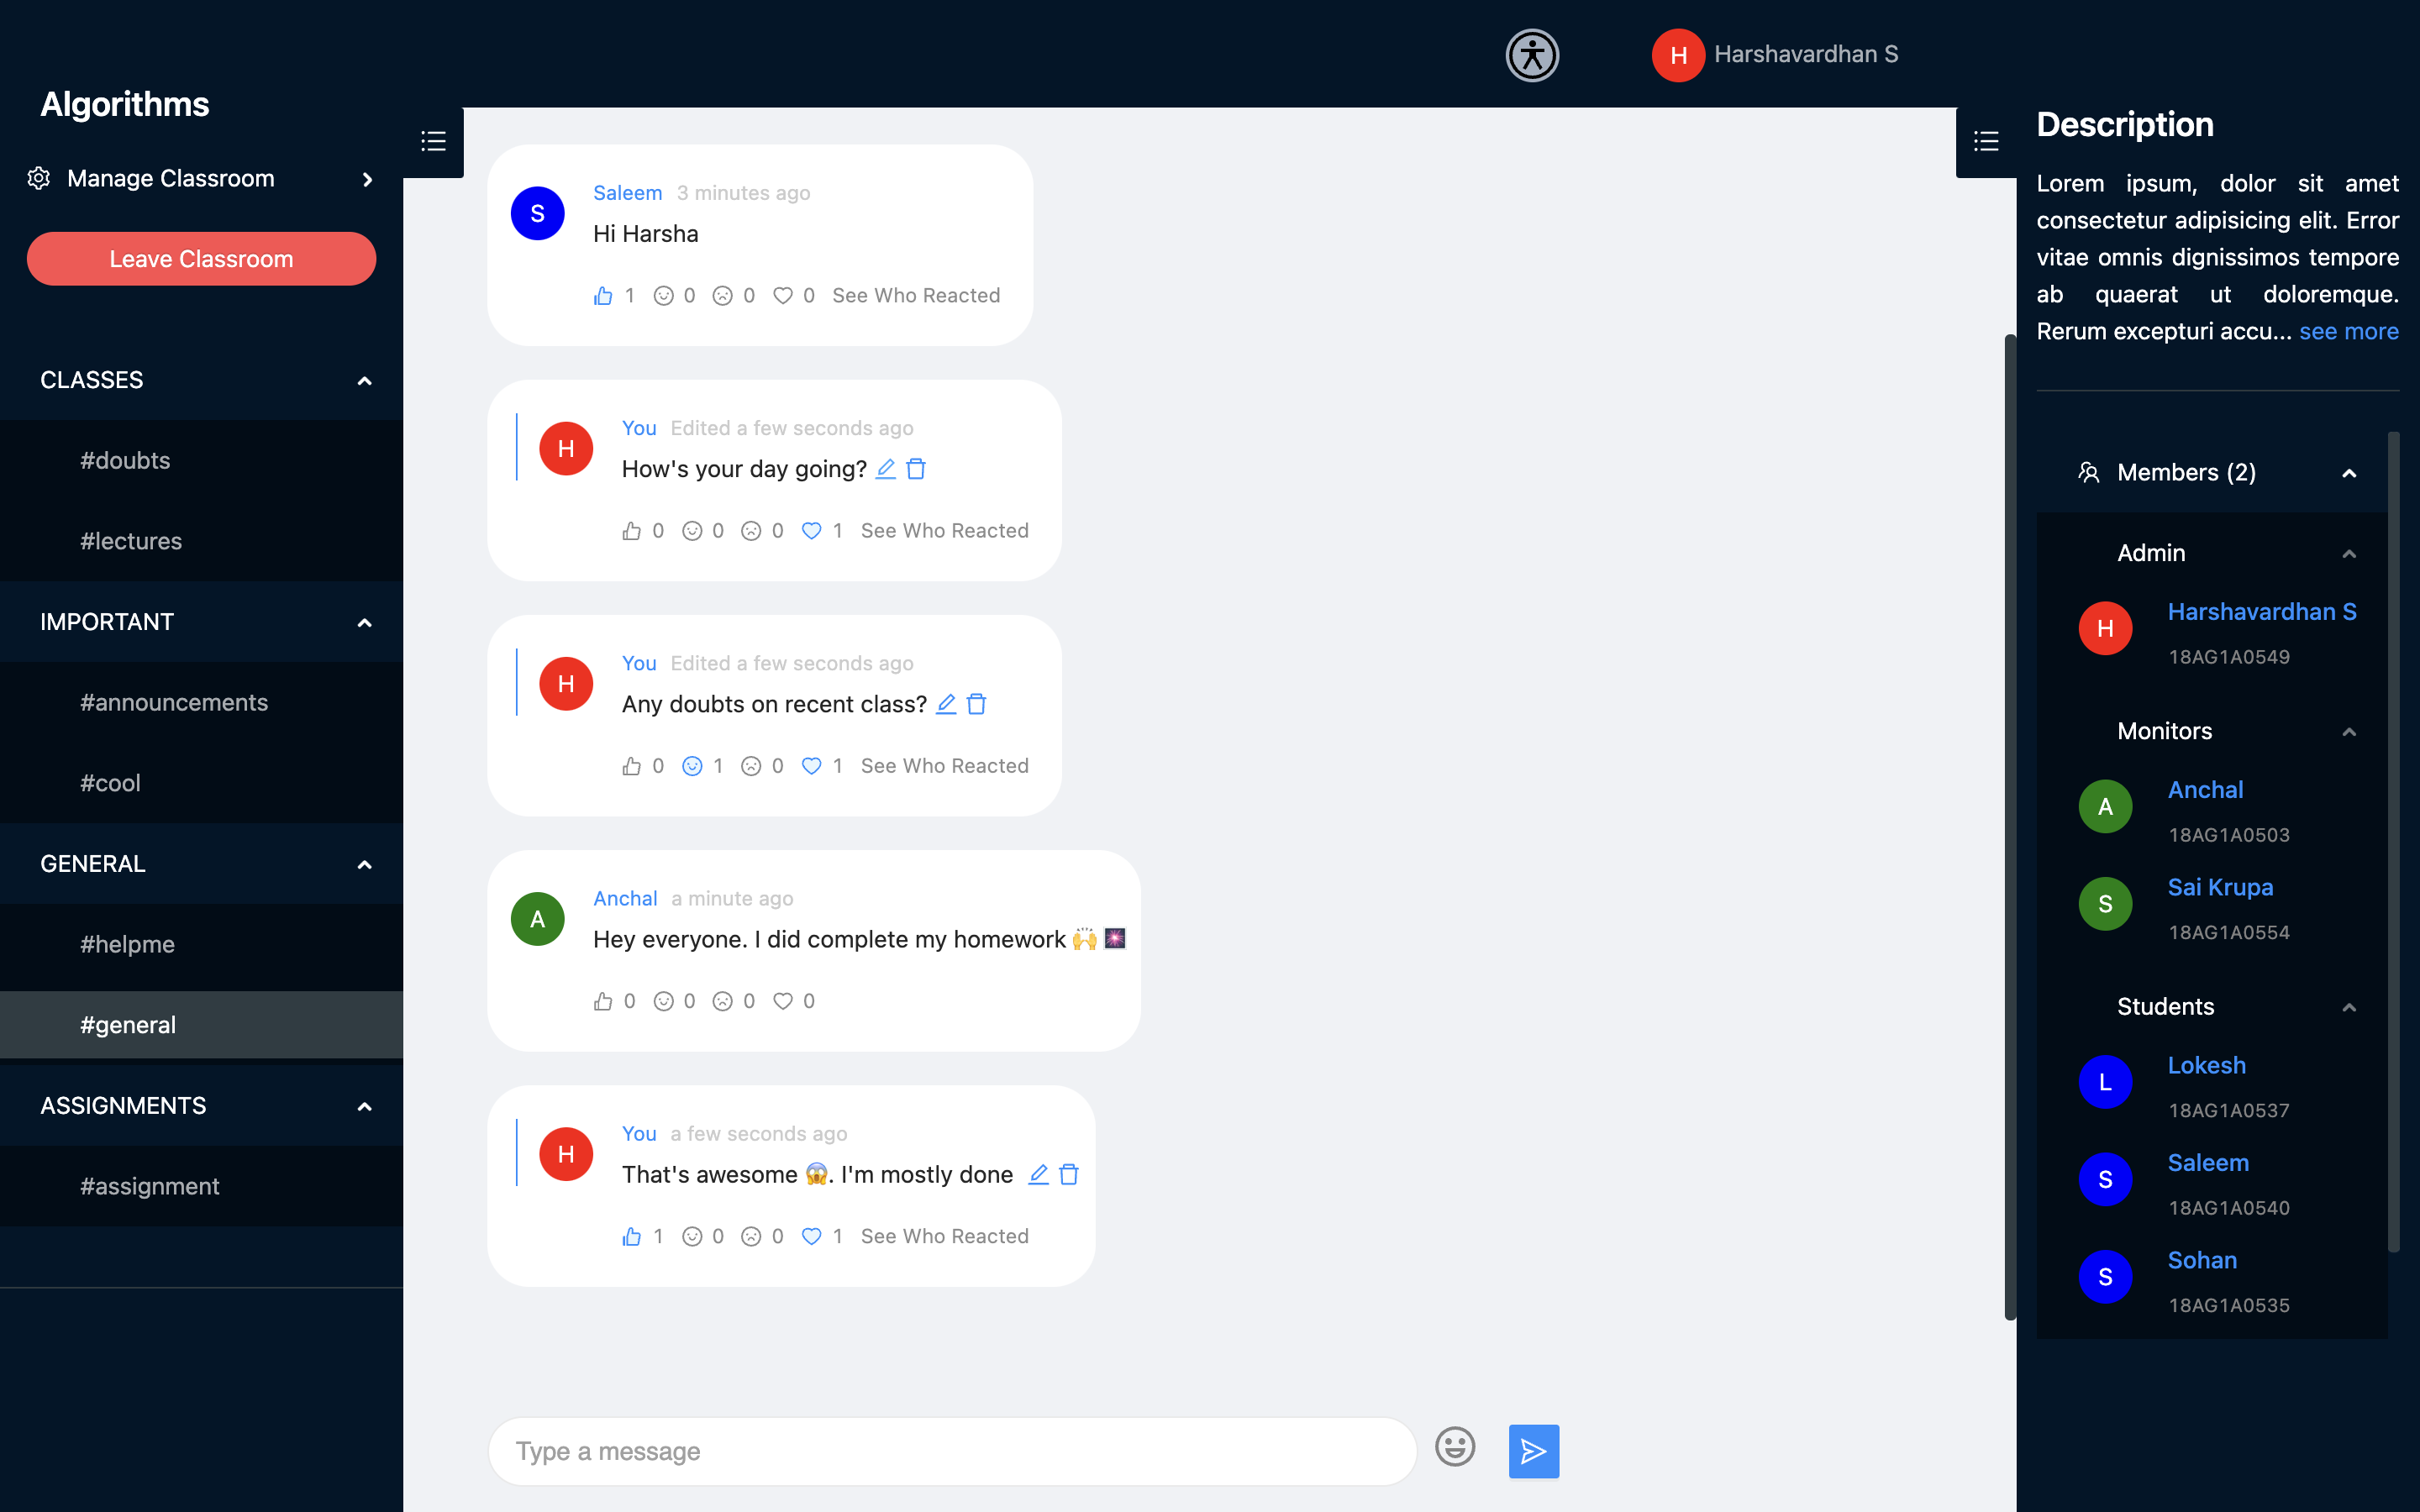 H Harshavardhan S
Algorithms
Manage Classroom
Leave Classroom
CLASSES
#doubts
#lectures
IMPORTANT
#announcements
#cool
GENERAL
#helpme
#general
ASSIGNMENTS
#assignment
S Saleem 3 minutes ago
Hi Harsha
1 0 0 0 See Who Reacted
H You Edited a few seconds ago
How's your day going?
0 0 0 1 See Who Reacted
H You Edited a few seconds ago
Any doubts on recent class?
0 1 0 1 See Who Reacted
A Anchal a minute ago
Hey everyone. I did complete my homework 🙌 🎆
0 0 0 0
H You a few seconds ago
That's awesome 😱. I'm mostly done
1 0 0 1 See Who Reacted
Type a message
Description
Lorem ipsum, dolor sit amet
consectetur adipisicing elit. Error
vitae omnis dignissimos tempore
ab quaerat ut doloremque.
Rerum excepturi accu... see more
Members (2)
Admin
H Harshavardhan S
18AG1A0549
Monitors
A Anchal
18AG1A0503
S Sai Krupa
18AG1A0554
Students
L Lokesh
18AG1A0537
S Saleem
18AG1A0540
S Sohan
18AG1A0535